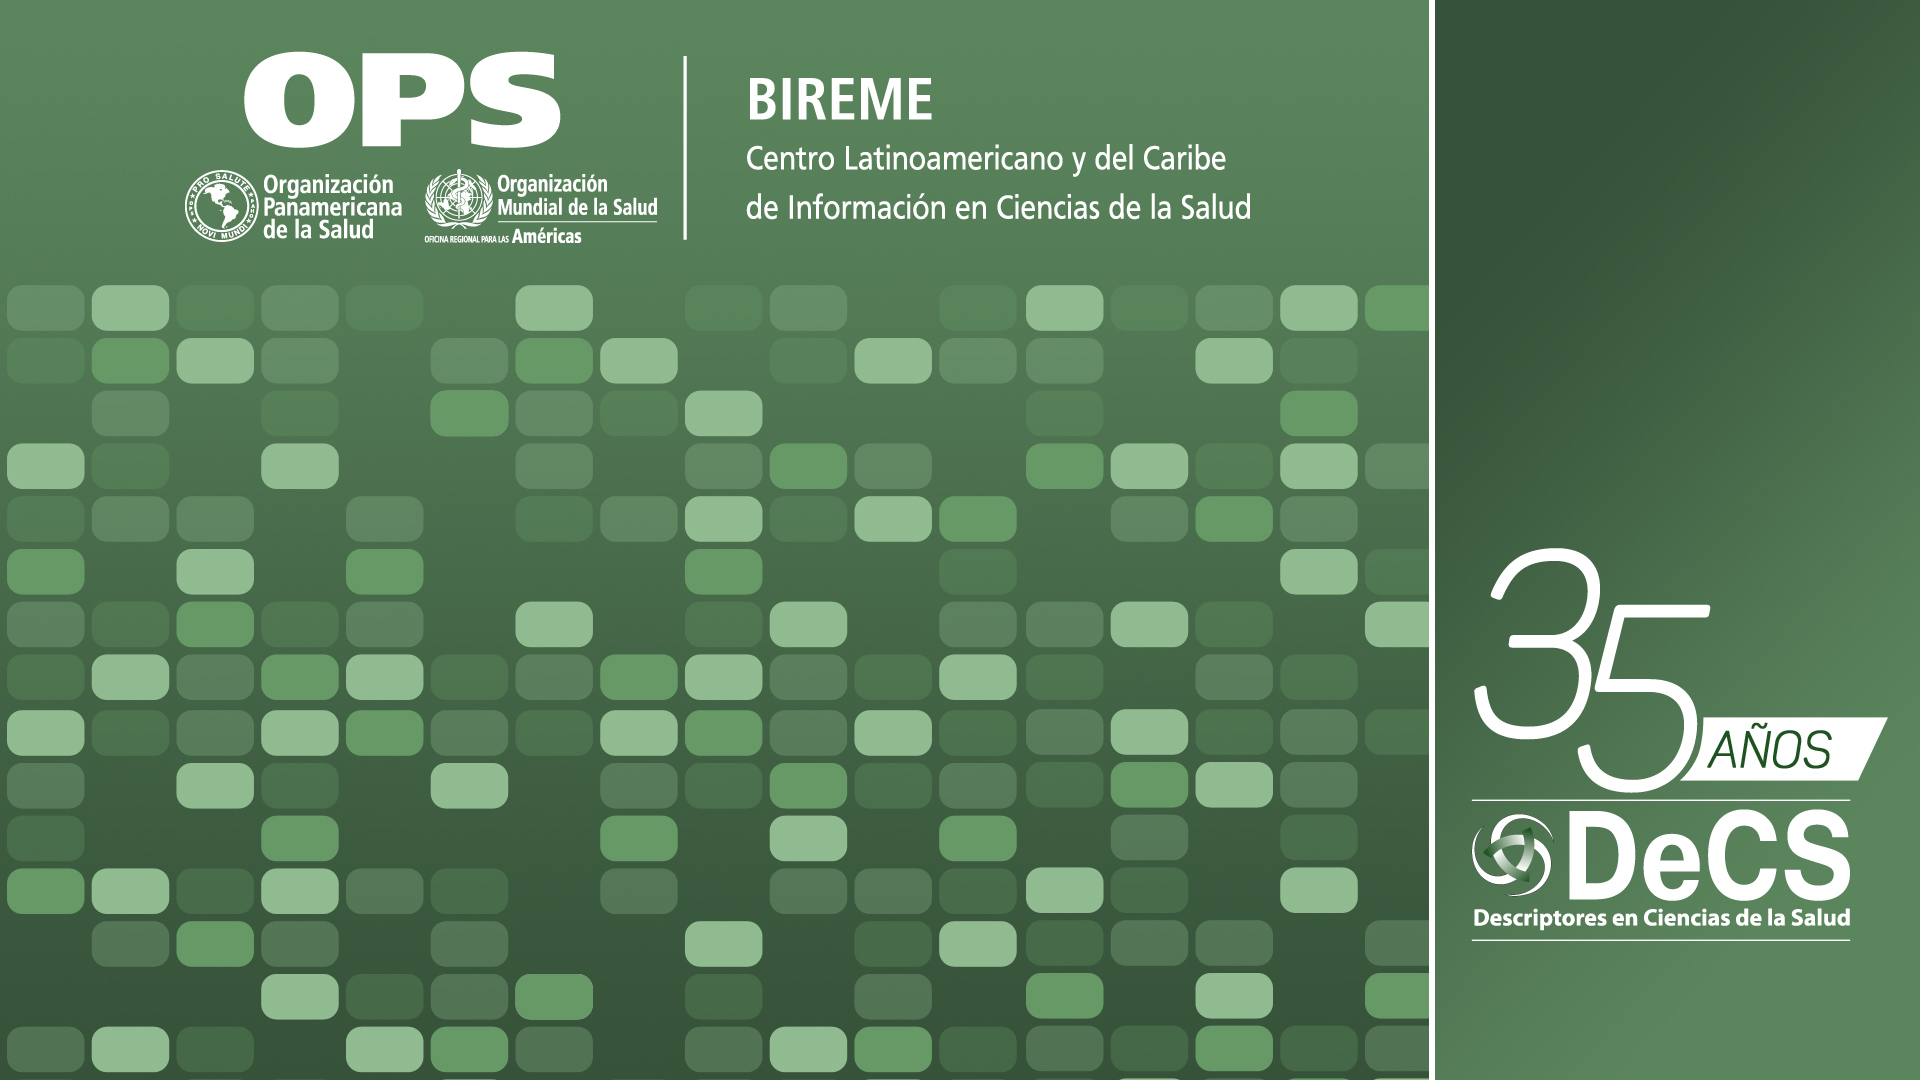 OPS
PRO SALUTE
NOVI MUNDI
Organización
Panamericana
de la Salud
Organización
Mundial de la Salud
OFICINA REGIONAL PARA LAS Américas
BIREME
Centro Latinoamericano y del Caribe
de Información en Ciencias de la Salud
35
AÑOS
DeCS
Descriptores en Ciencias de la Salud